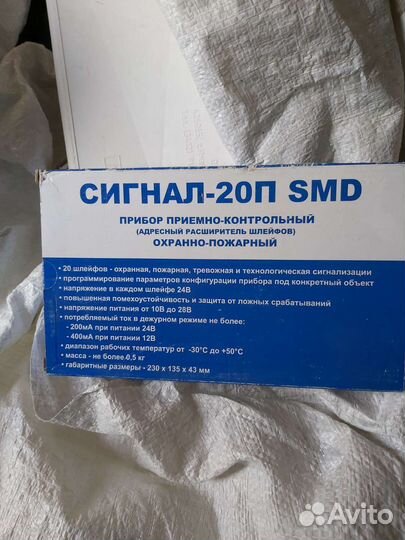 СИГНАЛ-20П SMD
ПРИБОР ПРИЕМНО-КОНТРОЛЬНЫЙ
(АДРЕСНЫЙ РАСШИРИТЕЛЬ ШЛЕЙФОВ)
ОХРАННО-ПОЖАРНЫЙ
• 20 шлейфов - охранная, пожарная, тревожная и технологическая сигнализации
• программирование параметров конфигурации прибора под конкретный объект
• напряжение в каждом шлейфе 24В
• повышенная помехоустойчивость и защита от ложных срабатываний
• напряжение питания от 10В до 28В
• потребляемый ток в дежурном режиме не более:
- 200мА при питании 24В
- 400мА при питании 12В
• диапазон рабочих температур от -30°С до +50°С
• масса - не более 0,5 кг
• габаритные размеры - 230 х 135 х 43 мм
Avito